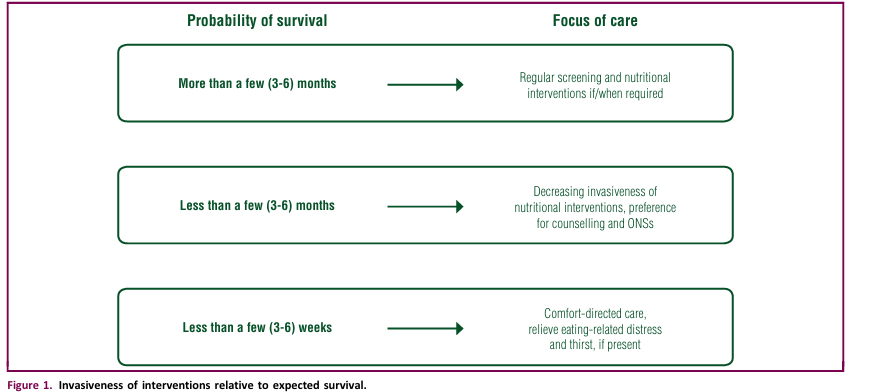 Probability of survival
Focus of care
More than a few (3-6) months
Regular screening and nutritional
interventions if/when required
Less than a few (3-6) months
Decreasing invasiveness of
nutritional interventions, preference
for counselling and ONSs
Less than a few (3-6) weeks
Comfort-directed care,
relieve eating-related distress
and thirst, if present
Figure 1. Invasiveness of interventions relative to expected survival.